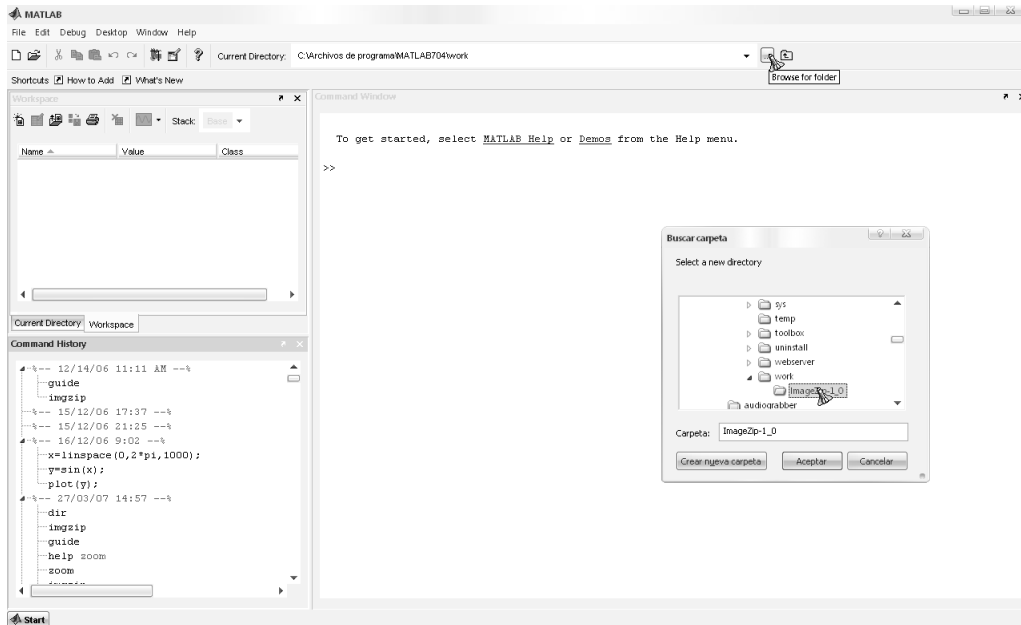 MATLAB
File Edit Debug Desktop Window Help
Current Directory: C:\Archivos de programa\MATLAB704\work
Browse for folder
Shortcuts How to Add What's New
Workspace
Stack: Base
Name Value Class
Current Directory Workspace
Command History
%-- 12/14/06 11:11 AM --%
guide
imgzip
%-- 15/12/06 17:37 --%
%-- 15/12/06 21:25 --%
%-- 16/12/06 9:02 --%
x=linspace(0,2*pi,1000);
y=sin(x);
plot(y);
%-- 27/03/07 14:57 --%
dir
imgzip
guide
help zoom
zoom
Command Window
To get started, select MATLAB Help or Demos from the Help menu.
>>
Buscar carpeta
Select a new directory
sys
temp
toolbox
uninstall
webserver
work
ImageZip-1_0
audiograbber
Carpeta: ImageZip-1_0
Crear nueva carpeta Aceptar Cancelar
Start